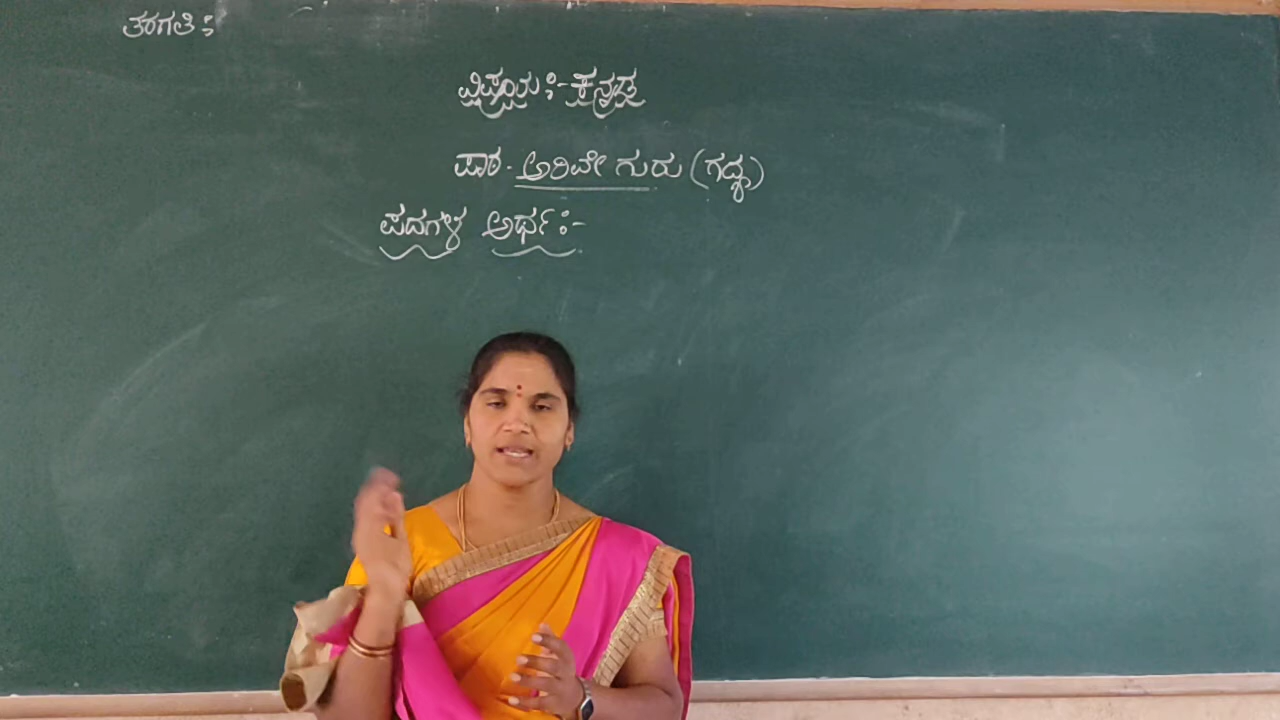 ತರಗತಿ :
ವಿಷಯ :- ಕನ್ನಡ
ಪಾಠ - ಅರಿವೇ ಗುರು (ಗದ್ಯ)
ಪದಗಳ ಅರ್ಥ :-